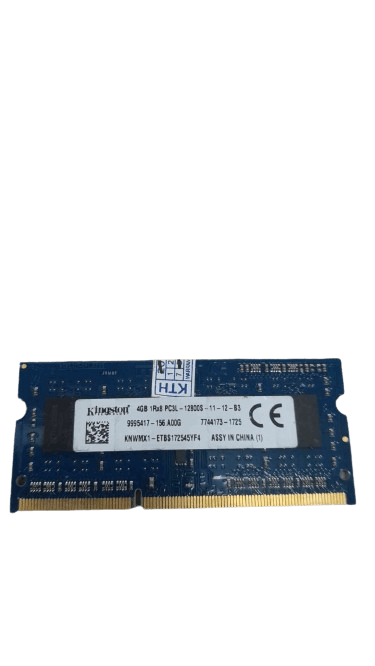 Kingston 4GB 1Rx8 PC3L-12800S-11-12-B3
9995417-156.A00G 7744173-1725
KNWMX1-ETBS172545YF4 ASSY IN CHINA (1)
CE
KTH